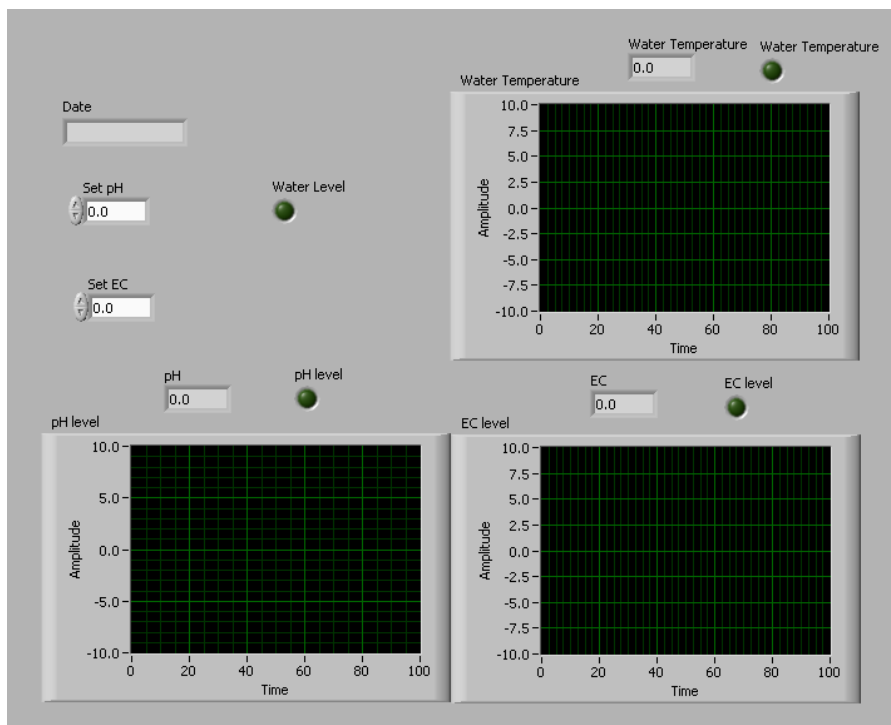 Water Temperature
0.0
Water Temperature
Date
Set pH
0.0
Water Level
Set EC
0.0
Water Temperature
10.0
7.5
5.0
2.5
0.0
-2.5
-5.0
-7.5
-10.0
Amplitude
0 20 40 60 80 100
Time
pH
0.0
pH level
pH level
10.0
5.0
0.0
-5.0
-10.0
Amplitude
0 20 40 60 80 100
Time
EC
0.0
EC level
EC level
10.0
7.5
5.0
2.5
0.0
-2.5
-5.0
-7.5
-10.0
Amplitude
0 20 40 60 80 100
Time